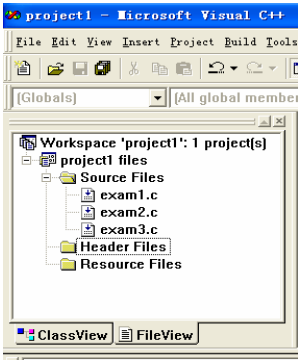 project1 - Microsoft Visual C++
File Edit View Insert Project Build Tools
(Globals) (All global member
Workspace 'project1': 1 project(s)
project1 files
Source Files
exam1.c
exam2.c
exam3.c
Header Files
Resource Files
ClassView FileView